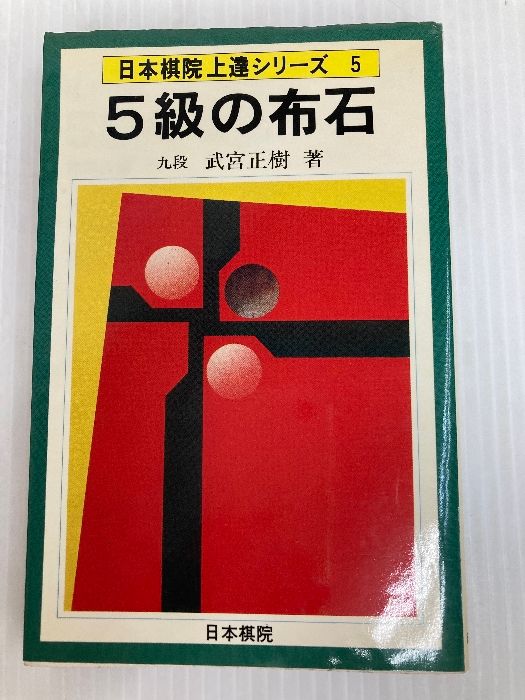 日本棋院上達シリーズ 5
5級の布石
九段 武宮正樹 著
日本棋院